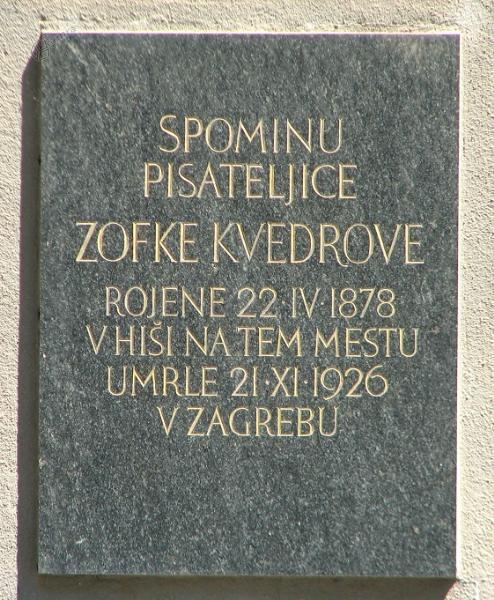 SPOMINU
PISATELJICE
ZOFKE KVEDROVE
ROJENE 22·IV·1878
V HIŠI NA TEM MESTU
UMRLE 21·XI·1926
V ZAGREBU